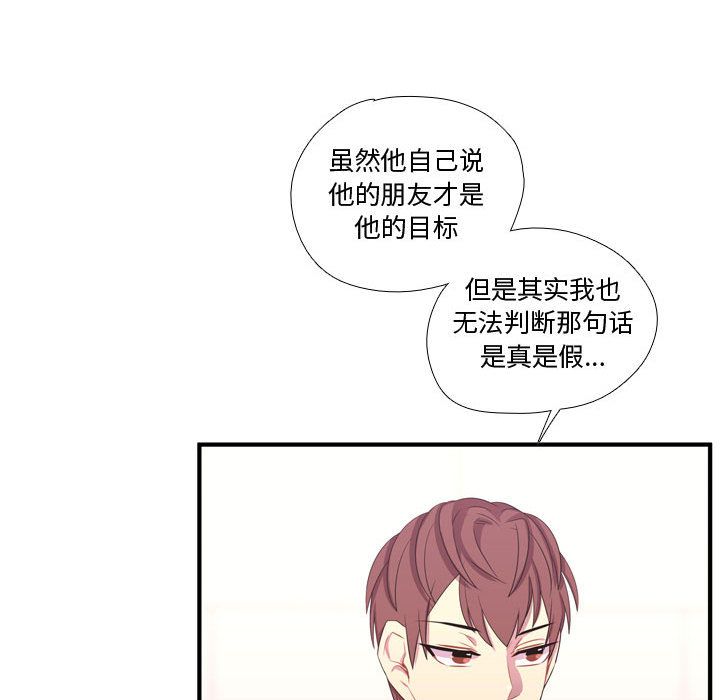 虽然他自己说
他的朋友才是
他的目标
但是其实我也
无法判断那句话
是真是假...